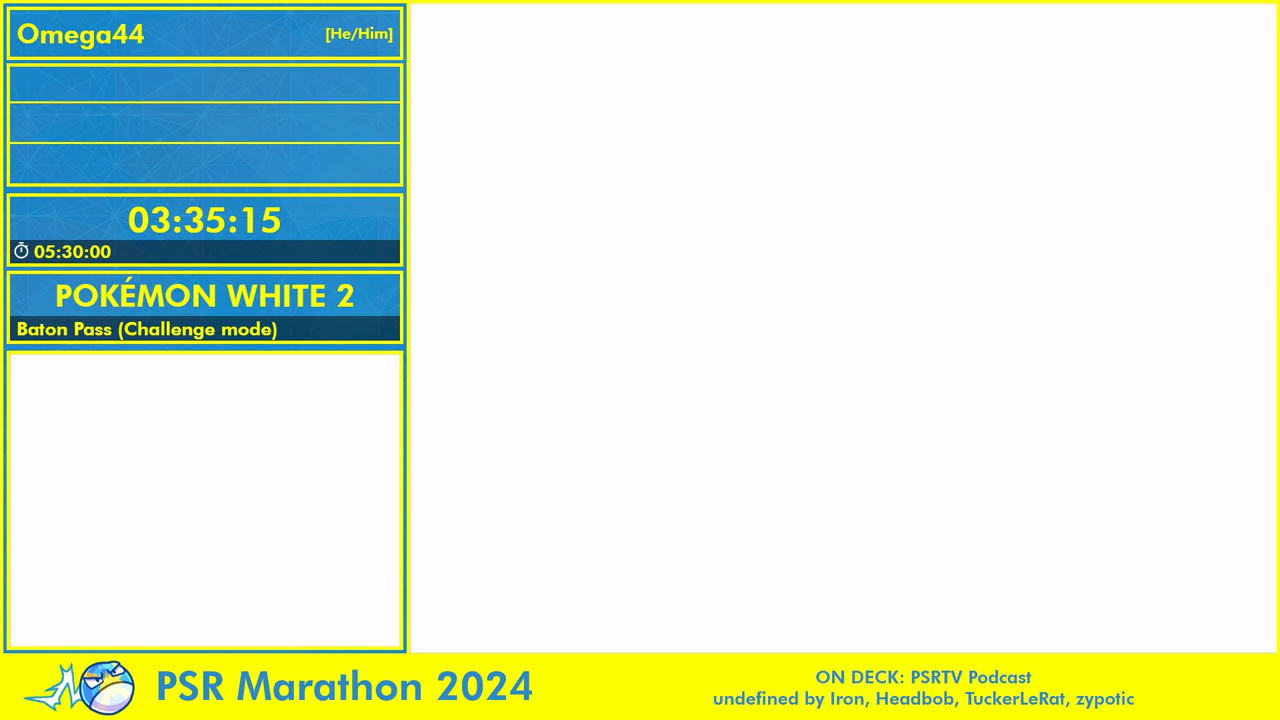 Omega44
[He/Him]
03:35:15
05:30:00
POKÉMON WHITE 2
Baton Pass (Challenge mode)
PSR Marathon 2024
ON DECK: PSRTV Podcast
undefined by Iron, Headbob, TuckerLeRat, zypotic